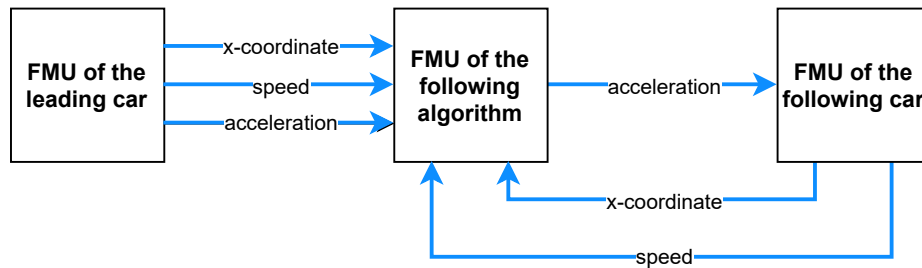 FMU of the
leading car
x-coordinate
speed
acceleration
FMU of the
following
algorithm
acceleration
FMU of the
following car
x-coordinate
speed